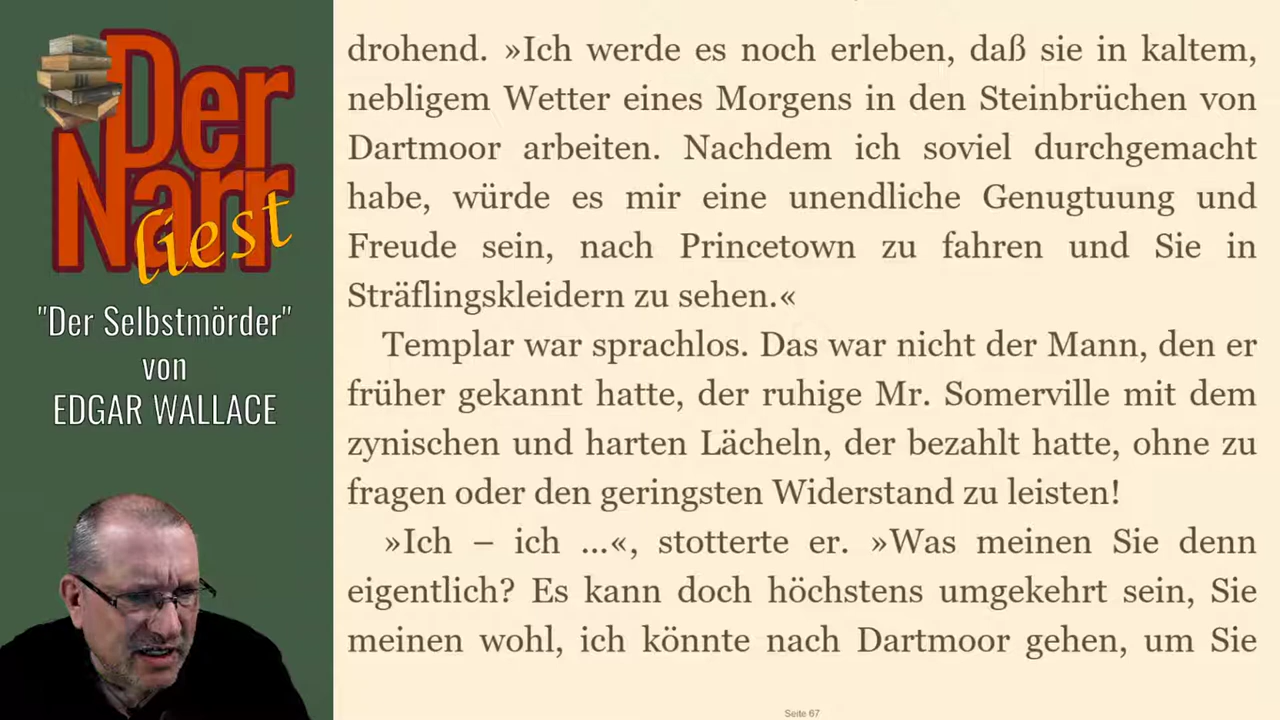 Der
Narr
liest
"Der Selbstmörder"
von
EDGAR WALLACE
drohend. »Ich werde es noch erleben, daß sie in kaltem,
nebligem Wetter eines Morgens in den Steinbrüchen von
Dartmoor arbeiten. Nachdem ich soviel durchgemacht
habe, würde es mir eine unendliche Genugtuung und
Freude sein, nach Princetown zu fahren und Sie in
Sträflingskleidern zu sehen.«
Templar war sprachlos. Das war nicht der Mann, den er
früher gekannt hatte, der ruhige Mr. Somerville mit dem
zynischen und harten Lächeln, der bezahlt hatte, ohne zu
fragen oder den geringsten Widerstand zu leisten!
»Ich – ich ...«, stotterte er. »Was meinen Sie denn
eigentlich? Es kann doch höchstens umgekehrt sein, Sie
meinen wohl, ich könnte nach Dartmoor gehen, um Sie
Seite 67